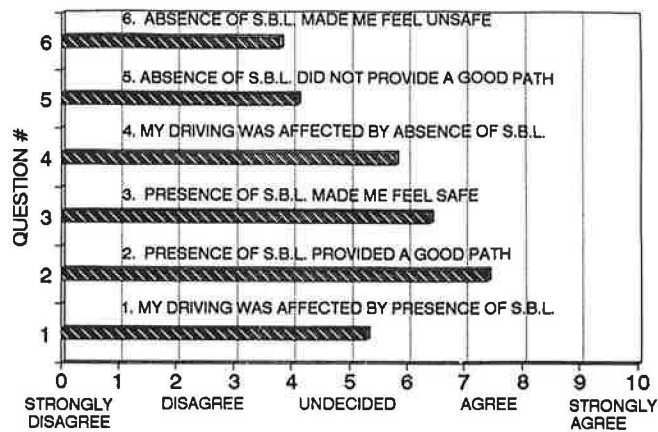 6. ABSENCE OF S.B.L. MADE ME FEEL UNSAFE
6
5. ABSENCE OF S.B.L. DID NOT PROVIDE A GOOD PATH
5
4. MY DRIVING WAS AFFECTED BY ABSENCE OF S.B.L.
4
QUESTION #
3. PRESENCE OF S.B.L. MADE ME FEEL SAFE
3
2. PRESENCE OF S.B.L. PROVIDED A GOOD PATH
2
1. MY DRIVING WAS AFFECTED BY PRESENCE OF S.B.L.
1
0 1 2 3 4 5 6 7 8 9 10
STRONGLY DISAGREE UNDECIDED AGREE STRONGLY
DISAGREE AGREE